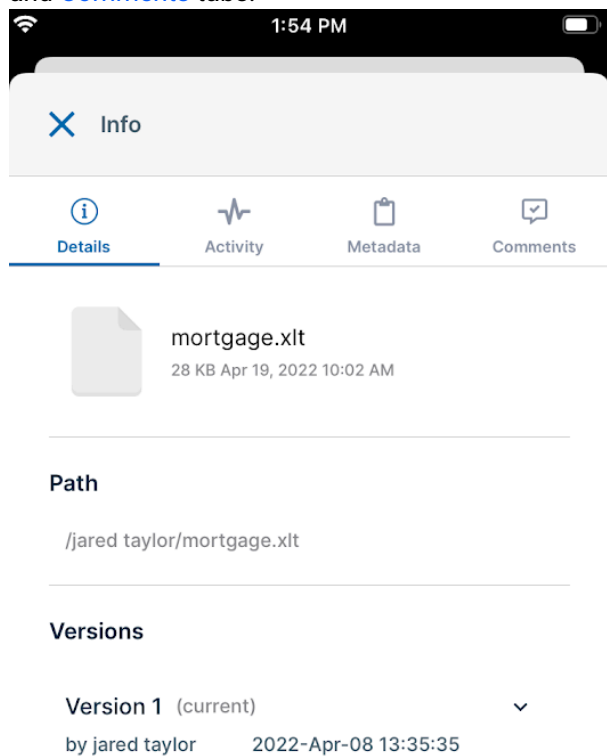 1:54 PM
Info
Details Activity Metadata Comments
mortgage.xlt
28 KB Apr 19, 2022 10:02 AM
Path
/jared taylor/mortgage.xlt
Versions
Version 1 (current)
by jared taylor 2022-Apr-08 13:35:35